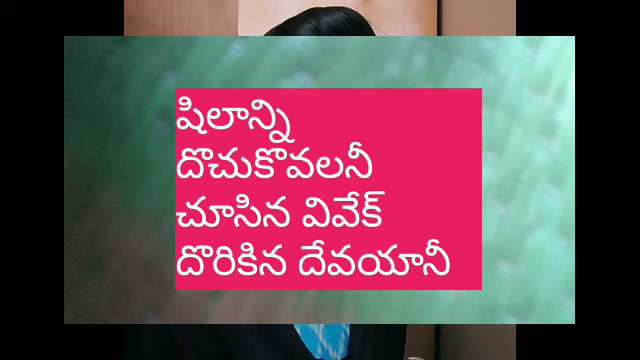 షిలాన్ని
దొచుకొవలనీ
చూసిన వివేక్
దొరికిన దేవయానీ